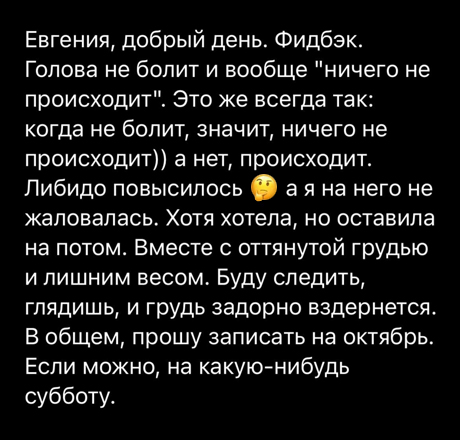 Евгения, добрый день. Фидбэк.
Голова не болит и вообще "ничего не
происходит". Это же всегда так:
когда не болит, значит, ничего не
происходит)) а нет, происходит.
Либидо повысилось 🤔 а я на него не
жаловалась. Хотя хотела, но оставила
на потом. Вместе с оттянутой грудью
и лишним весом. Буду следить,
глядишь, и грудь задорно вздернется.
В общем, прошу записать на октябрь.
Если можно, на какую-нибудь
субботу.